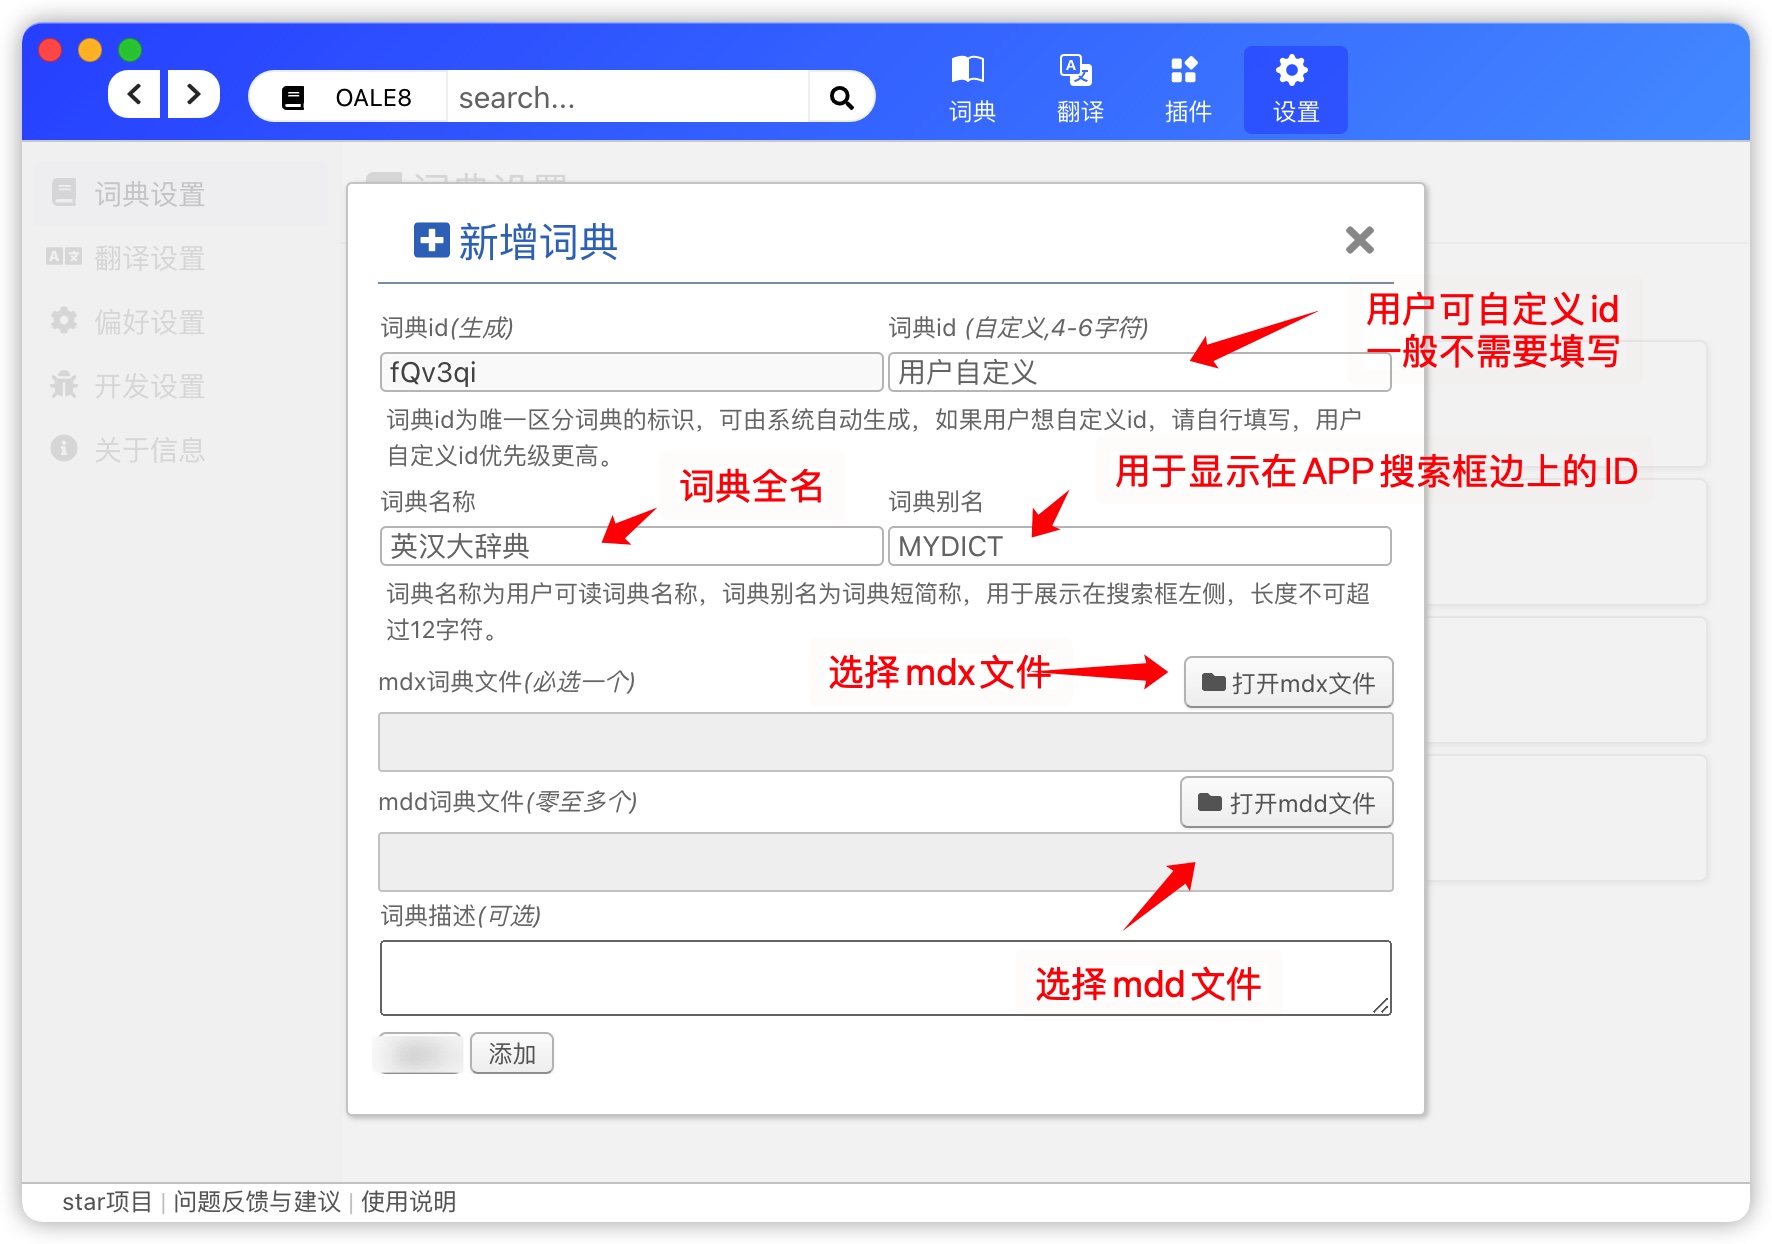 OALE8
search...
词典
翻译
插件
设置
词典设置
翻译设置
偏好设置
开发设置
关于信息
新增词典
词典id(生成)
词典id (自定义,4-6字符)
用户可自定义id
一般不需要填写
fQv3qi
用户自定义
词典id为唯一区分词典的标识，可由系统自动生成，如果用户想自定义id，请自行填写，用户
自定义id优先级更高。
词典全名
用于显示在APP搜索框边上的ID
词典名称
词典别名
英汉大辞典
MYDICT
词典名称为用户可读词典名称，词典别名为词典短简称，用于展示在搜索框左侧，长度不可超
过12字符。
选择mdx文件
mdx词典文件(必选一个)
打开mdx文件
mdd词典文件(零至多个)
打开mdd文件
词典描述(可选)
选择mdd文件
添加
star项目 | 问题反馈与建议 | 使用说明